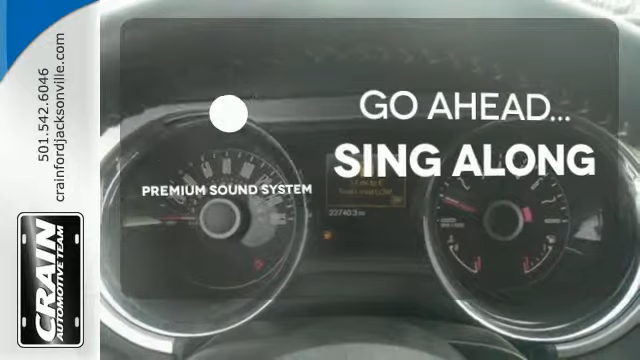 501.542.6046
crainfordjacksonville.com
CRAIN
AUTOMOTIVE TEAM
GO AHEAD...
SING ALONG
PREMIUM SOUND SYSTEM